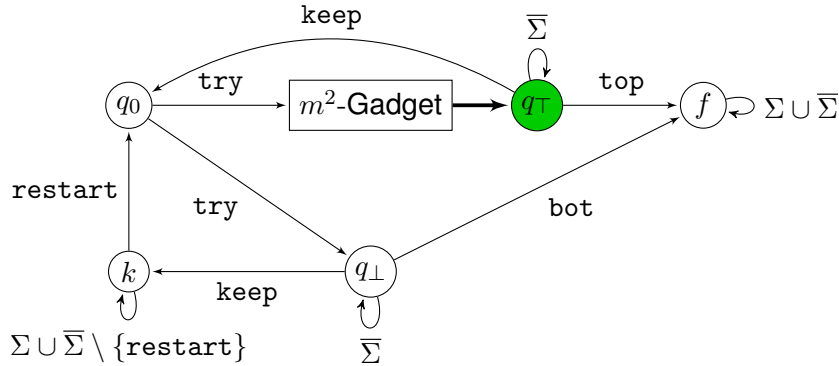 keep
Σ̅
q₀
try
m²-Gadget
q⊤
top
f
Σ ∪ Σ̅
restart
try
bot
k
keep
q⊥
Σ ∪ Σ̅ \ {restart}
Σ̅